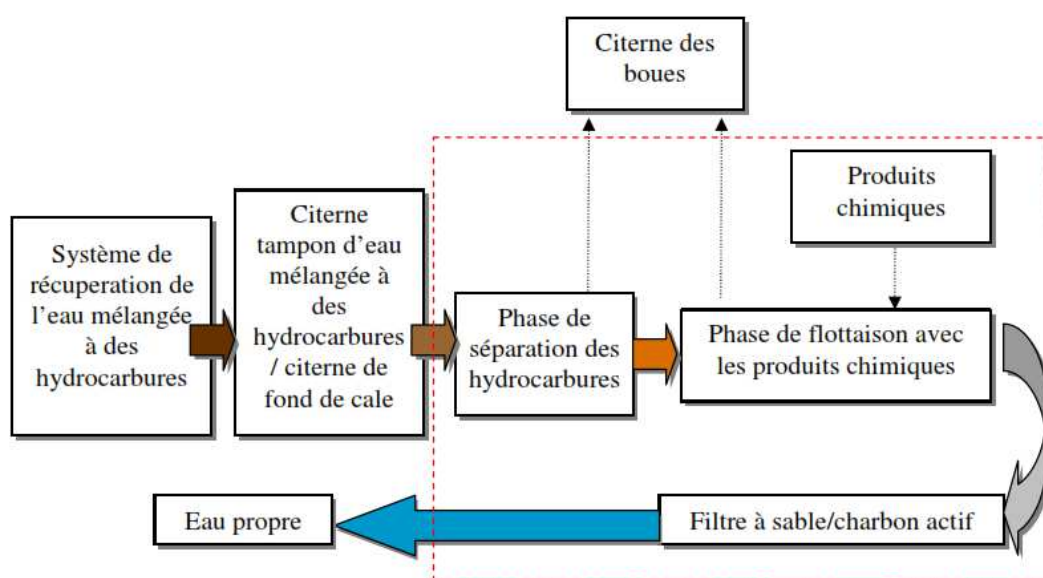 Citerne des
boues
Produits
chimiques
Système de
récuperation de
l'eau mélangée
à des
hydrocarbures
Citerne
tampon d'eau
mélangée à
des
hydrocarbures
/ citerne de
fond de cale
Phase de
séparation des
hydrocarbures
Phase de flottaison avec
les produits chimiques
Eau propre
Filtre à sable/charbon actif